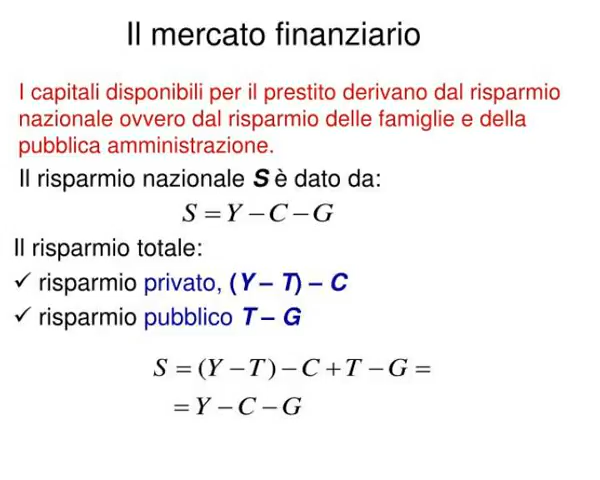 Il mercato finanziario
I capitali disponibili per il prestito derivano dal risparmio
nazionale ovvero dal risparmio delle famiglie e della
pubblica amministrazione.
Il risparmio nazionale S è dato da:
S = Y – C – G
Il risparmio totale:
✓ risparmio privato, (Y – T) – C
✓ risparmio pubblico T – G
S = (Y – T) – C + T – G =
= Y – C – G